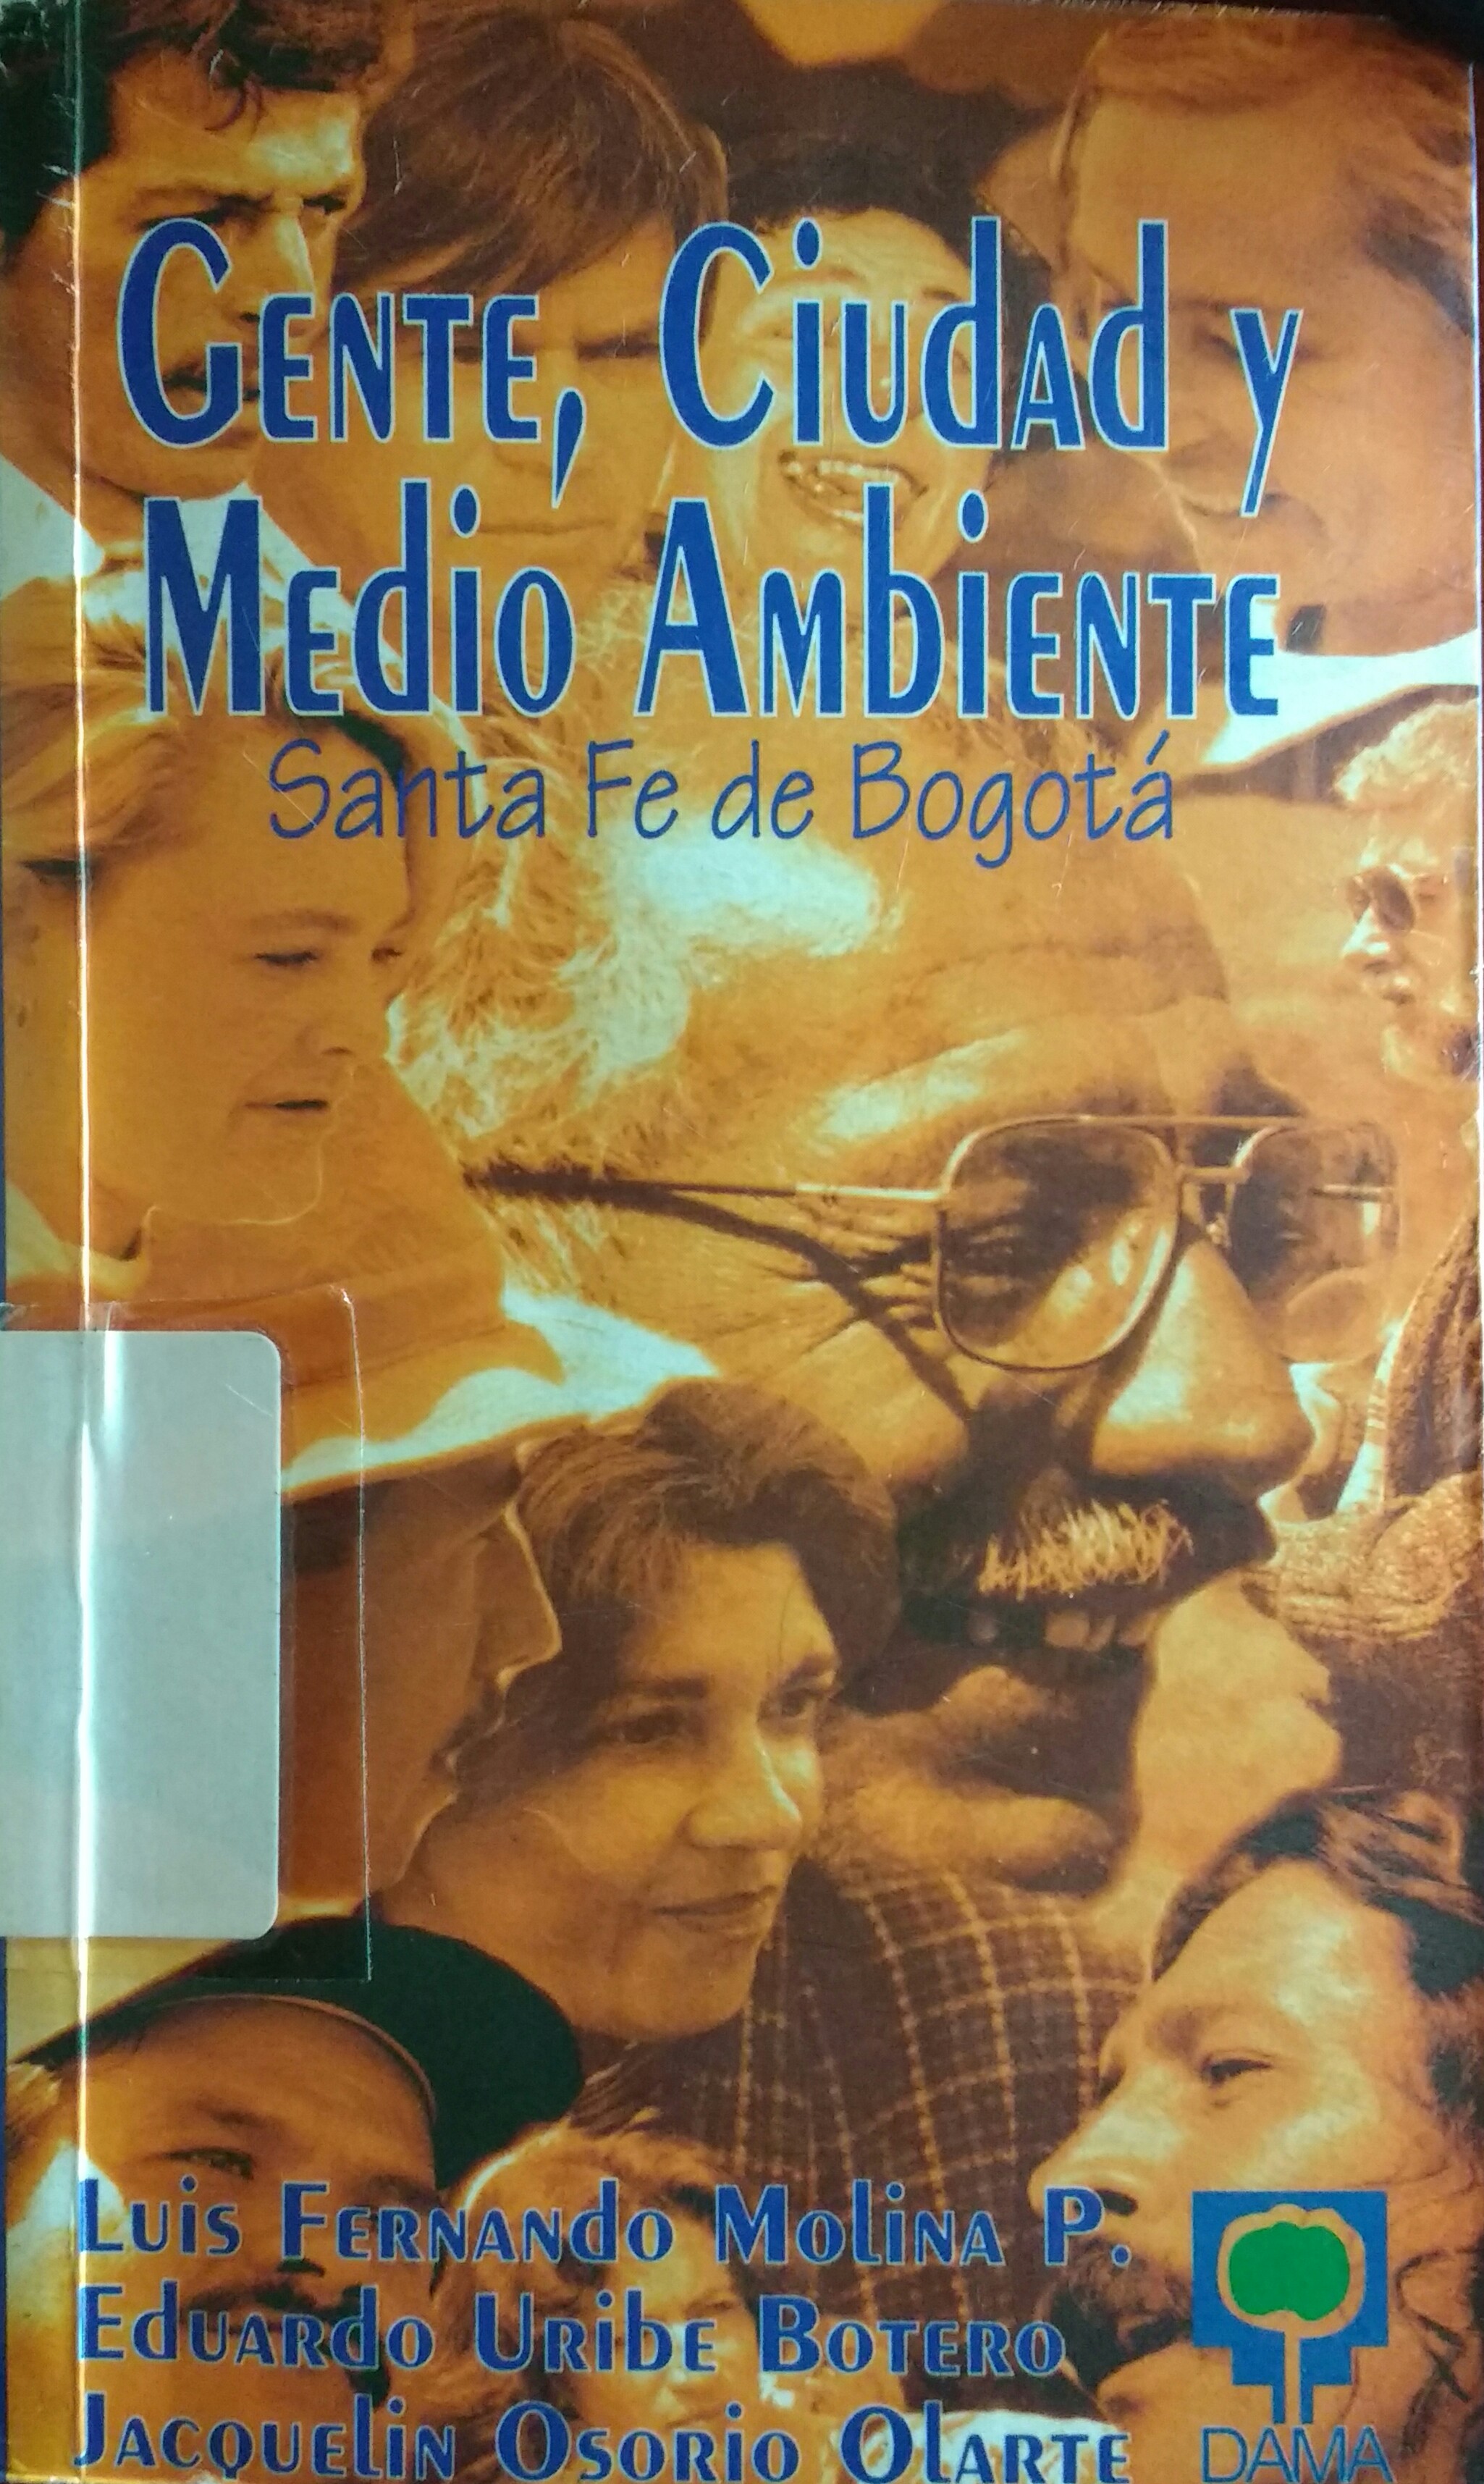 Gente, Ciudad y
Medio Ambiente
Santa Fe de Bogotá
Luis Fernando Molina P.
Eduardo Uribe Botero
Jacquelin Osorio Olarte
DAMA